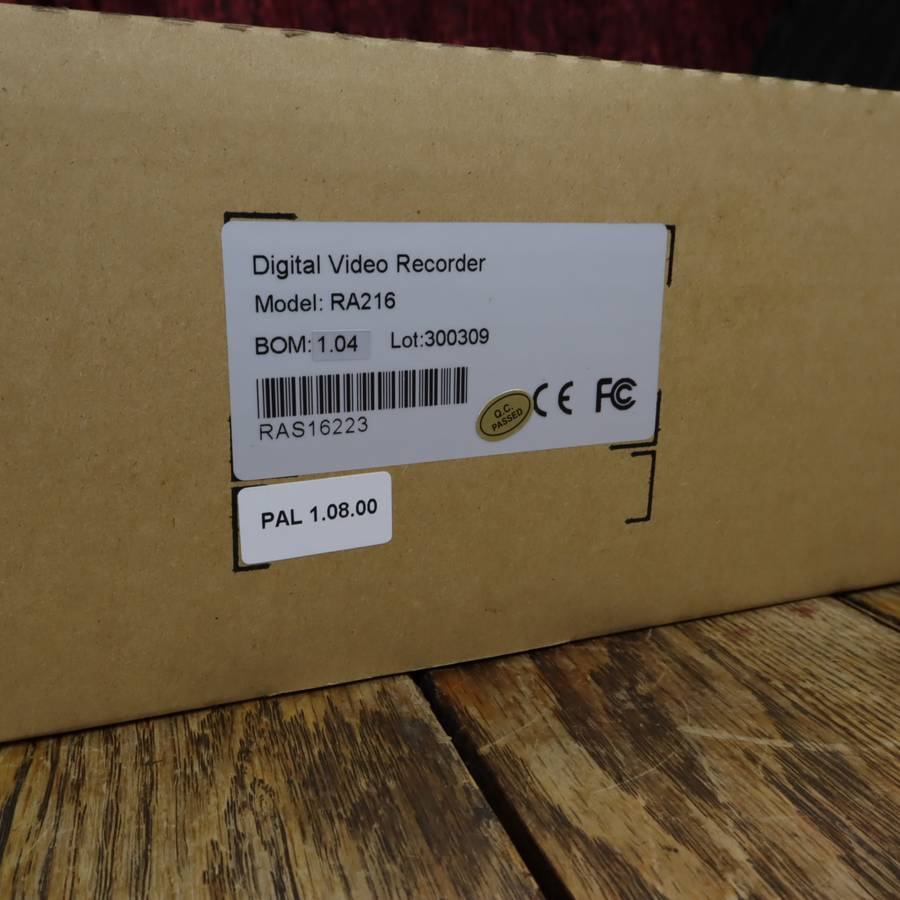 Digital Video Recorder
Model: RA216
BOM: 1.04 Lot:300309
RAS16223
Q.C.
PASSED
CE FC
PAL 1.08.00